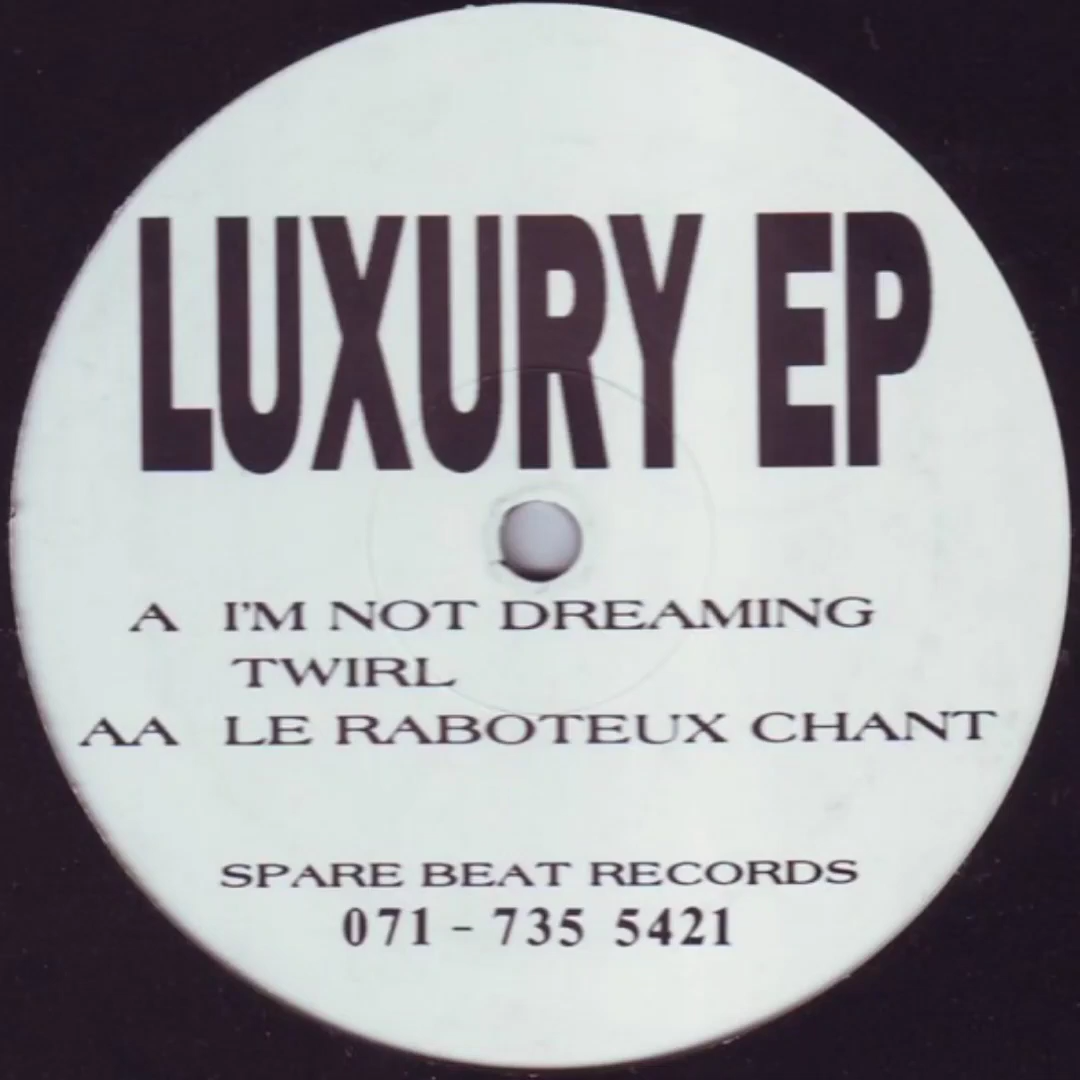 LUXURY EP
A I'M NOT DREAMING
TWIRL
AA LE RABOTEUX CHANT
SPARE BEAT RECORDS
071 - 735 5421